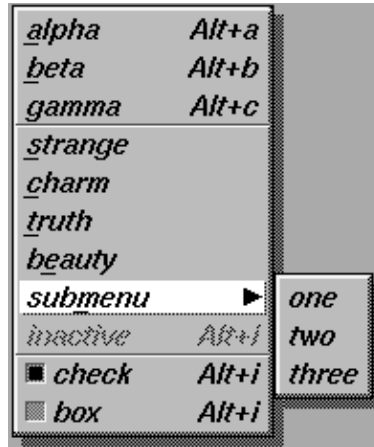 alpha Alt+a
beta Alt+b
gamma Alt+c
strange
charm
truth
beauty
submenu ▶
one
inactive Alt+i
two
check Alt+i
three
box Alt+i